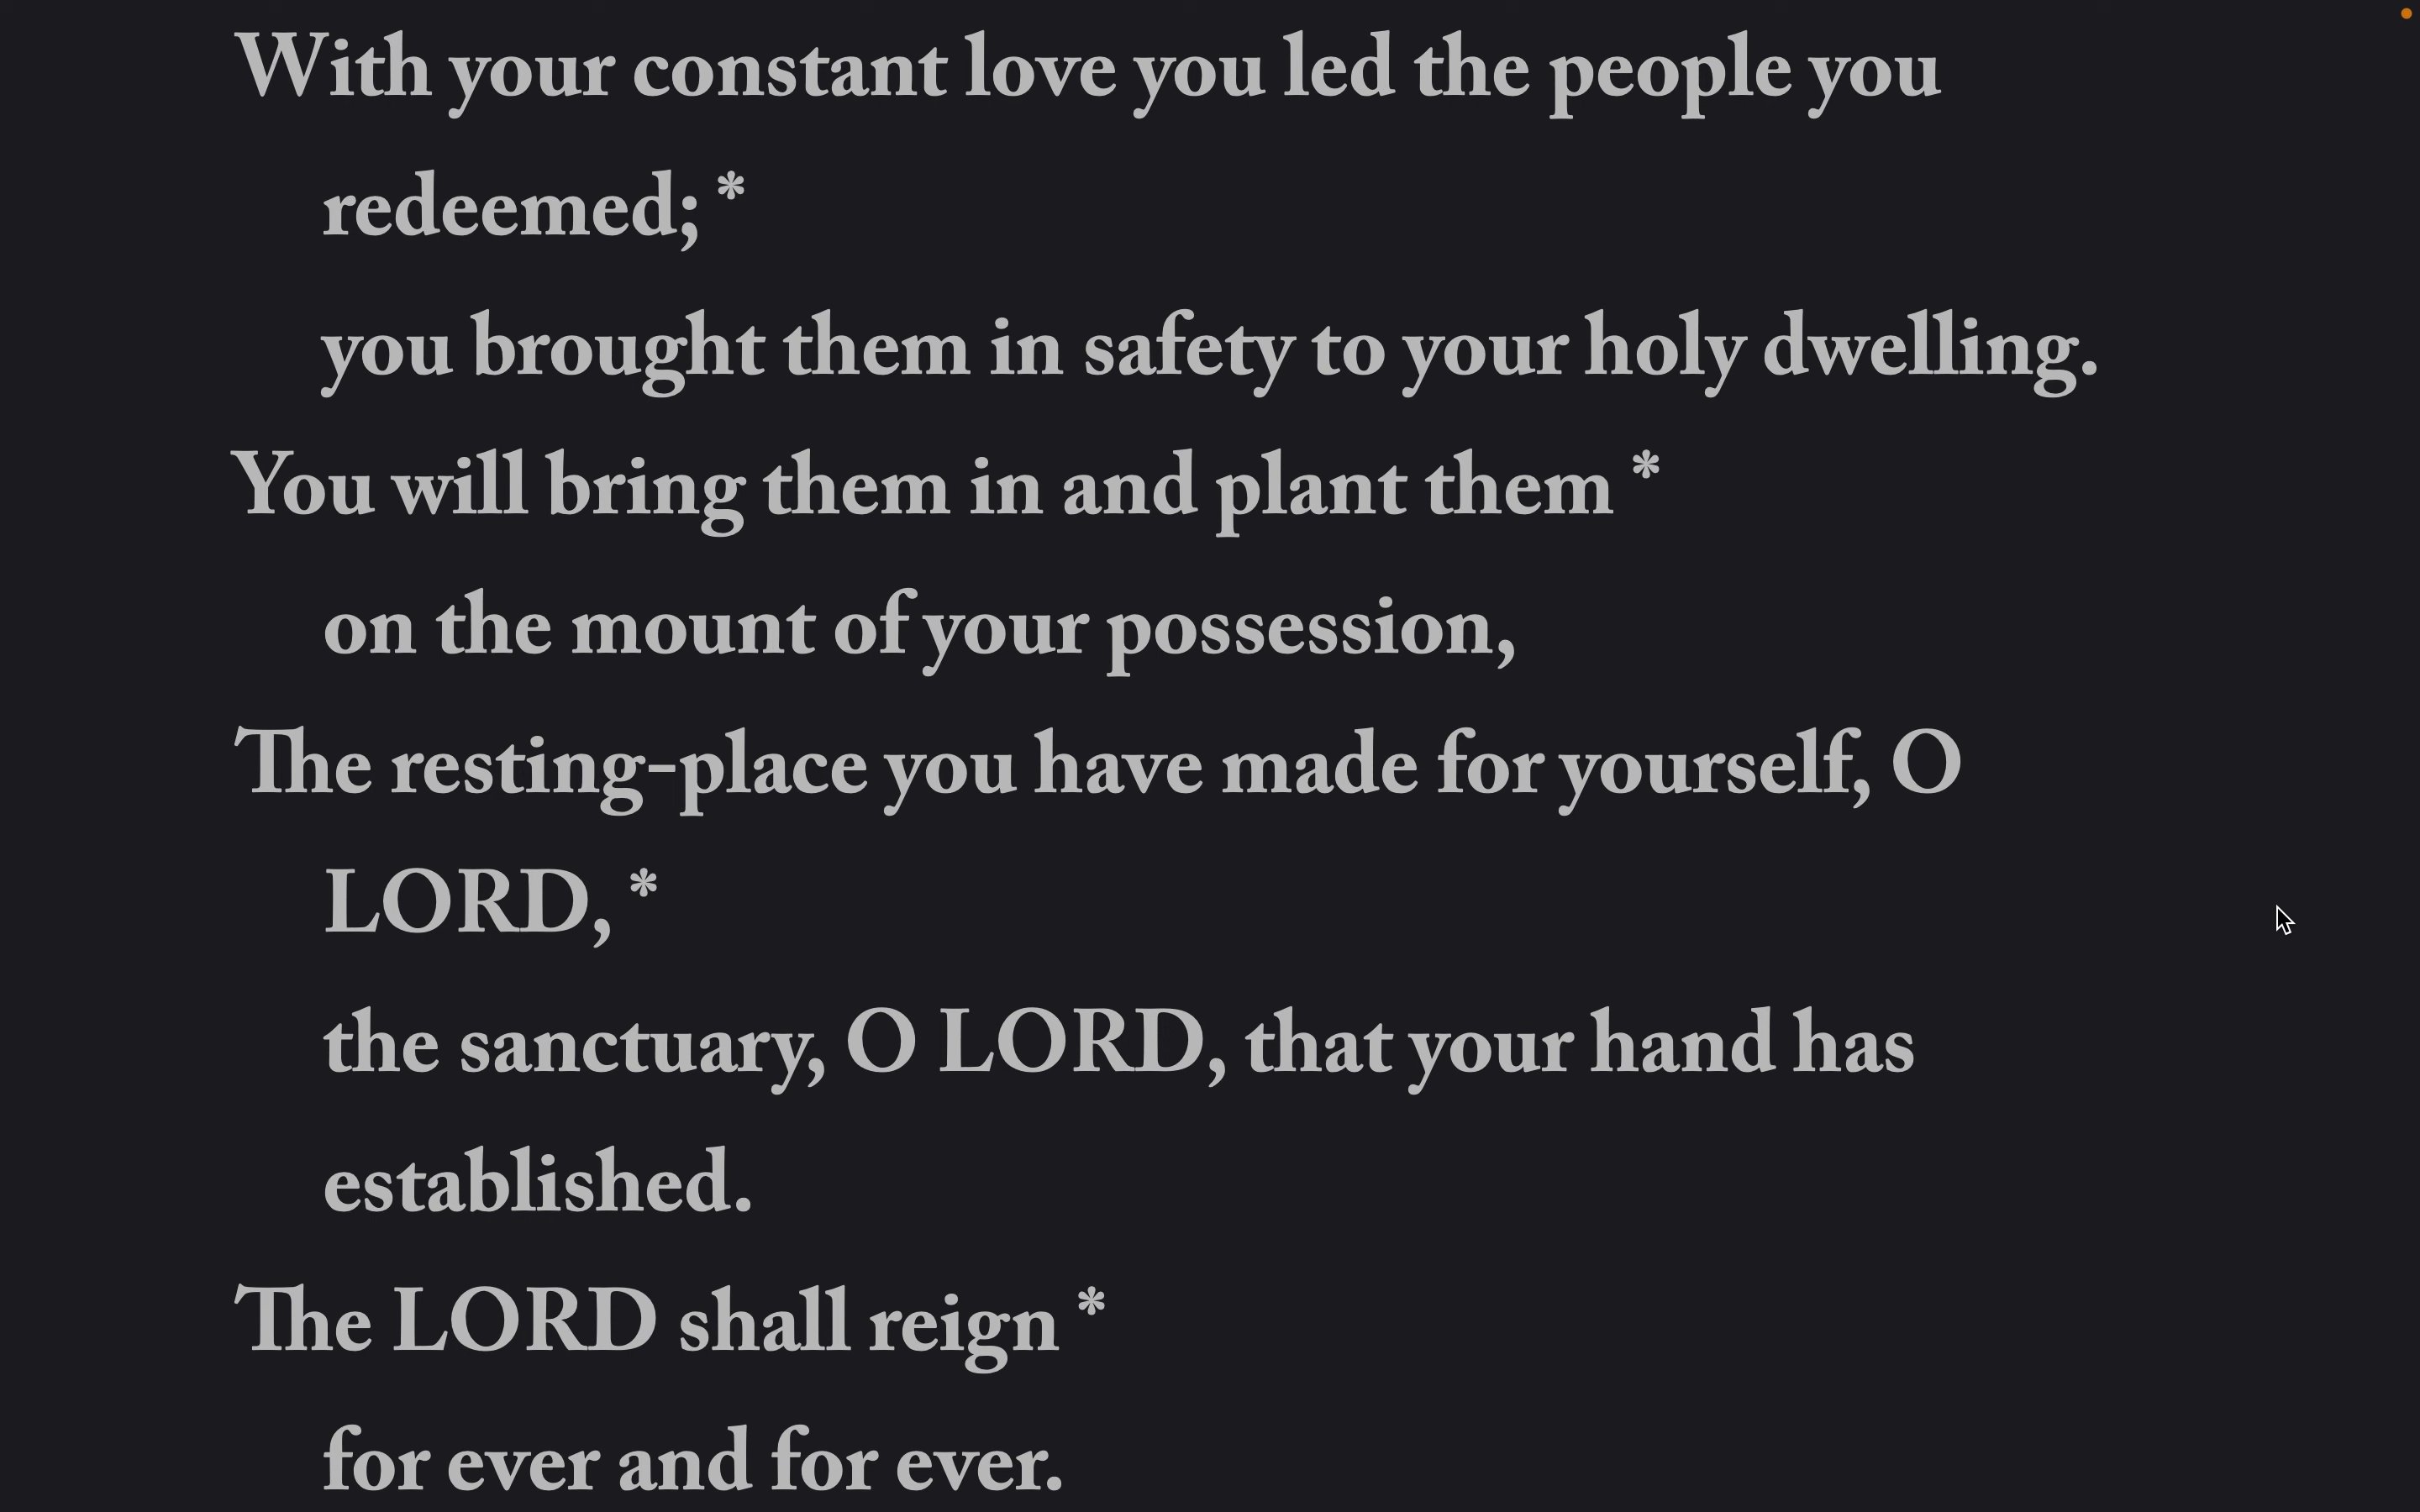 With your constant love you led the people you
redeemed; *
you brought them in safety to your holy dwelling.
You will bring them in and plant them *
on the mount of your possession,
The resting-place you have made for yourself, O
LORD, *
the sanctuary, O LORD, that your hand has
established.
The LORD shall reign *
for ever and for ever.